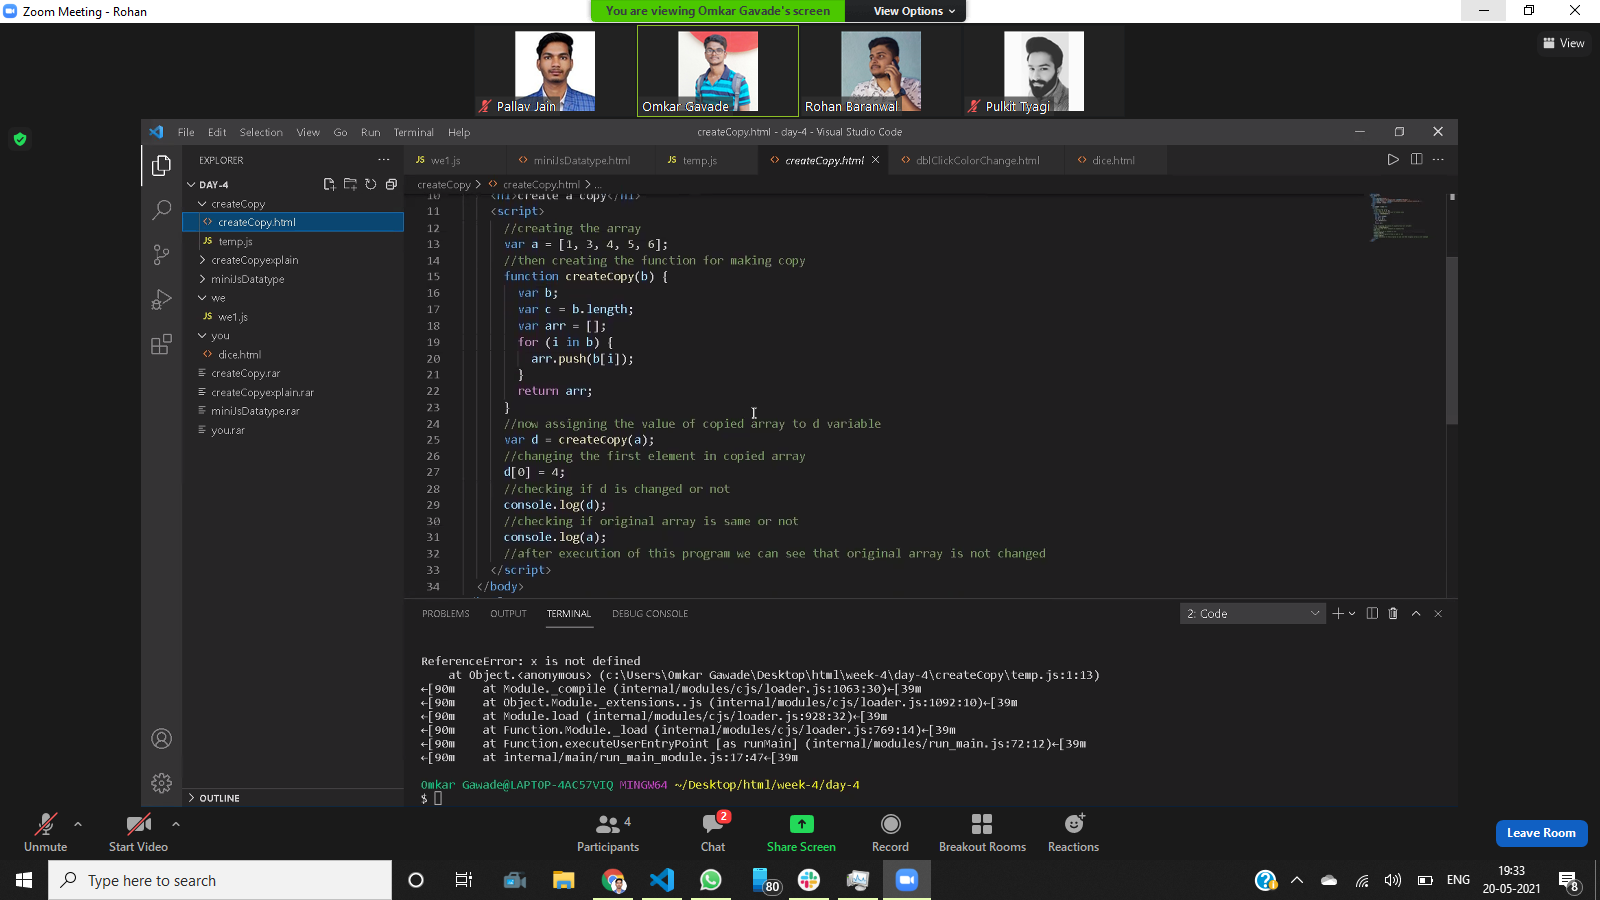 Zoom Meeting - Rohan
You are viewing Omkar Gavade's screen
View Options
View
Pallav Jain
Omkar Gavade
Rohan Baranwal
Pulkit Tyagi
File Edit Selection View Go Run Terminal Help
createCopy.html - day-4 - Visual Studio Code
EXPLORER
JS we1.js
<> miniJsDatatype.html
JS temp.js
<> createCopy.html
<> dblClickColorChange.html
<> dice.html
DAY-4
createCopy > <> createCopy.html > ...
createCopy
<> createCopy.html
JS temp.js
createCopyexplain
miniJsDatatype
we
JS we1.js
you
<> dice.html
createCopy.rar
createCopyexplain.rar
miniJsDatatype.rar
you.rar
OUTLINE
10 <h1>create a copy</h1>
11 <script>
12 //creating the array
13 var a = [1, 3, 4, 5, 6];
14 //then creating the function for making copy
15 function createCopy(b) {
16 var b;
17 var c = b.length;
18 var arr = [];
19 for (i in b) {
20 arr.push(b[i]);
21 }
22 return arr;
23 }
24 //now assigning the value of copied array to d variable
25 var d = createCopy(a);
26 //changing the first element in copied array
27 d[0] = 4;
28 //checking if d is changed or not
29 console.log(d);
30 //checking if original array is same or not
31 console.log(a);
32 //after execution of this program we can see that original array is not changed
33 </script>
34 </body>
PROBLEMS OUTPUT TERMINAL DEBUG CONSOLE
2: Code
ReferenceError: x is not defined
at Object.<anonymous> (c:\Users\Omkar Gawade\Desktop\html\week-4\day-4\createCopy\temp.js:1:13)
←[90m at Module._compile (internal/modules/cjs/loader.js:1063:30)←[39m
←[90m at Object.Module._extensions..js (internal/modules/cjs/loader.js:1092:10)←[39m
←[90m at Module.load (internal/modules/cjs/loader.js:928:32)←[39m
←[90m at Function.Module._load (internal/modules/cjs/loader.js:769:14)←[39m
←[90m at Function.executeUserEntryPoint [as runMain] (internal/modules/run_main.js:72:12)←[39m
←[90m at internal/main/run_main_module.js:17:47←[39m
Omkar Gawade@LAPTOP-4AC57VIQ MINGW64 ~/Desktop/html/week-4/day-4
$
Unmute
Start Video
4
Participants
2
Chat
Share Screen
Record
Breakout Rooms
Reactions
Leave Room
Type here to search
80
ENG
19:33
20-05-2021
8